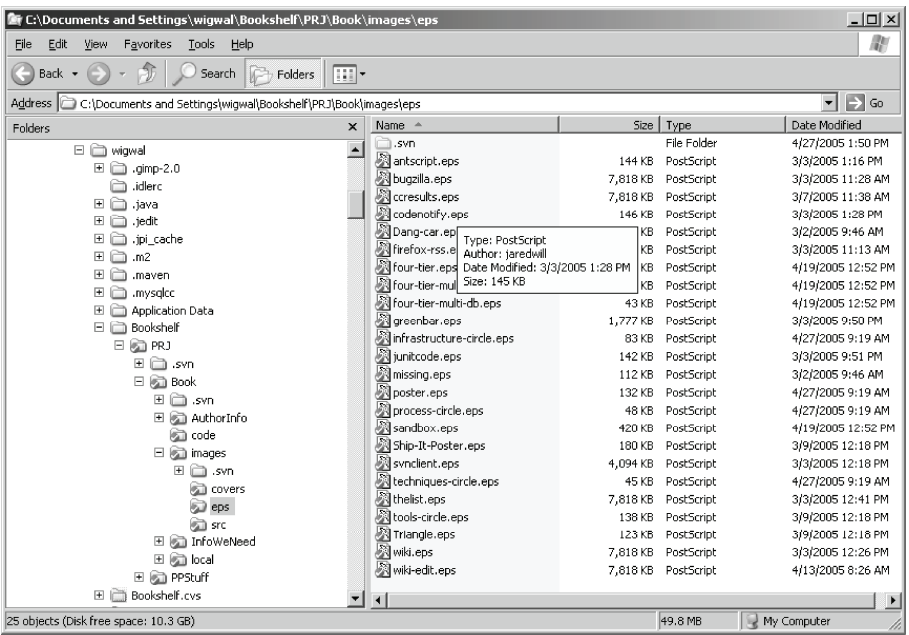 C:\Documents and Settings\wigwal\Bookshelf\PRJ\Book\images\eps
File Edit View Favorites Tools Help
Back Search Folders
Address C:\Documents and Settings\wigwal\Bookshelf\PRJ\Book\images\eps Go
Folders x
wigwal
.gimp-2.0
.idlerc
.java
.jedit
.jpi_cache
.m2
.maven
.mysqlcc
Application Data
Bookshelf
PRJ
.svn
Book
.svn
AuthorInfo
code
images
.svn
covers
eps
src
InfoWeNeed
local
PPStuff
Bookshelf.cvs
Name Size Type Date Modified
.svn File Folder 4/27/2005 1:50 PM
antscript.eps 144 KB PostScript 3/3/2005 1:16 PM
bugzilla.eps 7,818 KB PostScript 3/3/2005 11:28 AM
ccresults.eps 7,818 KB PostScript 3/7/2005 11:38 AM
codenotify.eps 146 KB PostScript 3/3/2005 1:28 PM
Dang-car.ep KB PostScript 3/2/2005 9:46 AM
firefox-rss.e KB PostScript 3/3/2005 11:13 AM
four-tier.eps KB PostScript 4/19/2005 12:52 PM
four-tier-mul KB PostScript 4/19/2005 12:52 PM
four-tier-multi-db.eps 43 KB PostScript 4/19/2005 12:52 PM
greenbar.eps 1,777 KB PostScript 3/3/2005 9:50 PM
infrastructure-circle.eps 83 KB PostScript 4/27/2005 9:19 AM
junitcode.eps 142 KB PostScript 3/3/2005 9:51 PM
missing.eps 112 KB PostScript 3/2/2005 9:46 AM
poster.eps 132 KB PostScript 4/27/2005 9:19 AM
process-circle.eps 48 KB PostScript 4/27/2005 9:19 AM
sandbox.eps 420 KB PostScript 4/19/2005 12:52 PM
Ship-It-Poster.eps 180 KB PostScript 3/9/2005 12:18 PM
svnclient.eps 4,094 KB PostScript 3/3/2005 12:18 PM
techniques-circle.eps 45 KB PostScript 4/27/2005 9:19 AM
thelist.eps 7,818 KB PostScript 3/3/2005 12:41 PM
tools-circle.eps 138 KB PostScript 3/9/2005 12:18 PM
Triangle.eps 123 KB PostScript 3/9/2005 12:18 PM
wiki.eps 7,818 KB PostScript 3/3/2005 12:26 PM
wiki-edit.eps 7,818 KB PostScript 4/13/2005 8:26 AM
Type: PostScript
Author: jaredwill
Date Modified: 3/3/2005 1:28 PM
Size: 145 KB
25 objects (Disk free space: 10.3 GB) 49.8 MB My Computer